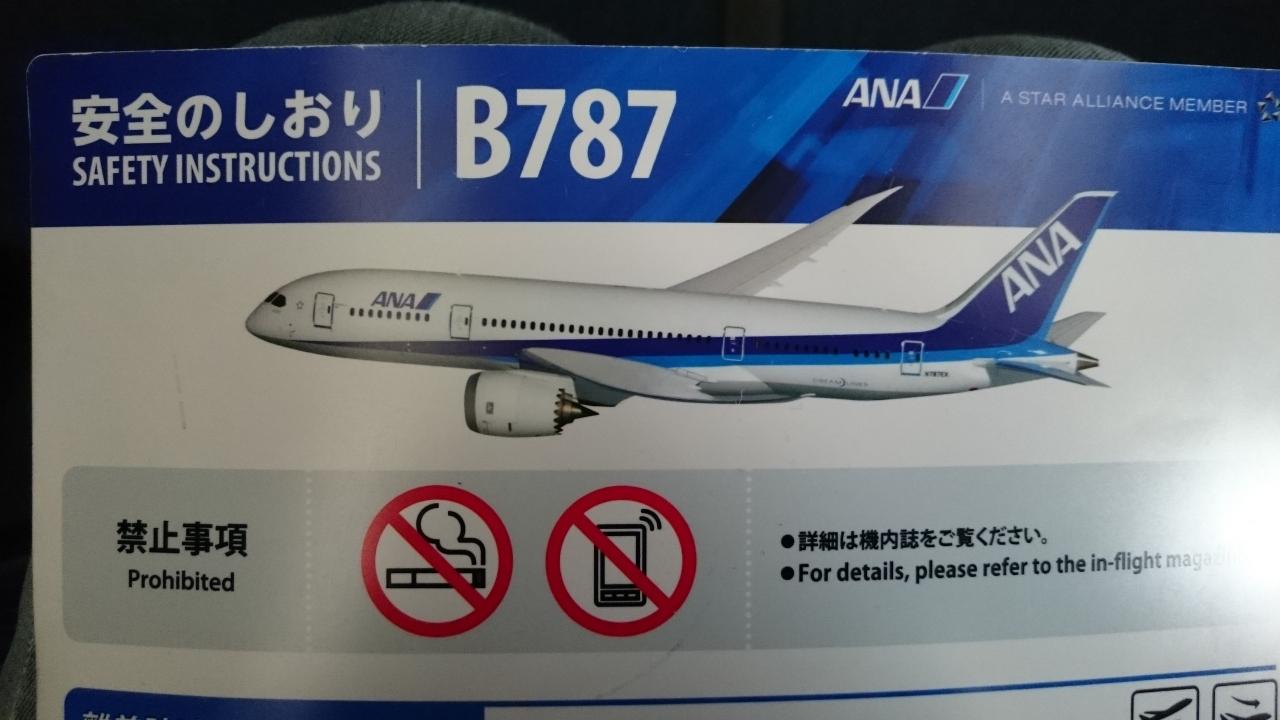 安全のしおり
SAFETY INSTRUCTIONS
B787
ANA
A STAR ALLIANCE MEMBER
ANA
ANA
DREAMLINER
N787EX
禁止事項
Prohibited
●詳細は機内誌をご覧ください。
●For details, please refer to the in-flight